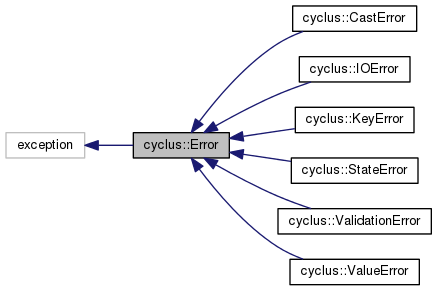 cyclus::CastError
cyclus::IOError
cyclus::KeyError
exception
cyclus::Error
cyclus::StateError
cyclus::ValidationError
cyclus::ValueError